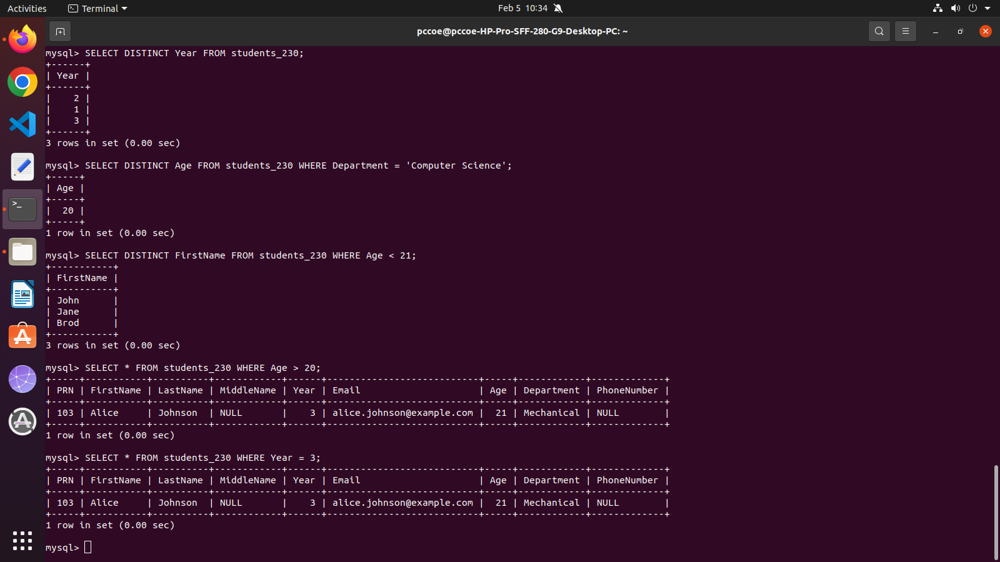 Activities
Terminal
Feb 5 10:34
pccoe@pccoe-HP-Pro-SFF-280-G9-Desktop-PC: ~
mysql> SELECT DISTINCT Year FROM students_230;
+------+
| Year |
+------+
|    2 |
|    1 |
|    3 |
+------+
3 rows in set (0.00 sec)
mysql> SELECT DISTINCT Age FROM students_230 WHERE Department = 'Computer Science';
+-----+
| Age |
+-----+
|  20 |
+-----+
1 row in set (0.00 sec)
mysql> SELECT DISTINCT FirstName FROM students_230 WHERE Age < 21;
+-----------+
| FirstName |
+-----------+
| John      |
| Jane      |
| Brod      |
+-----------+
3 rows in set (0.00 sec)
mysql> SELECT * FROM students_230 WHERE Age > 20;
+-----+-----------+----------+------------+------+---------------------------+-----+------------+-------------+
| PRN | FirstName | LastName | MiddleName | Year | Email                     | Age | Department | PhoneNumber |
+-----+-----------+----------+------------+------+---------------------------+-----+------------+-------------+
| 103 | Alice     | Johnson  | NULL       |    3 | alice.johnson@example.com |  21 | Mechanical | NULL        |
+-----+-----------+----------+------------+------+---------------------------+-----+------------+-------------+
1 row in set (0.00 sec)
mysql> SELECT * FROM students_230 WHERE Year = 3;
+-----+-----------+----------+------------+------+---------------------------+-----+------------+-------------+
| PRN | FirstName | LastName | MiddleName | Year | Email                     | Age | Department | PhoneNumber |
+-----+-----------+----------+------------+------+---------------------------+-----+------------+-------------+
| 103 | Alice     | Johnson  | NULL       |    3 | alice.johnson@example.com |  21 | Mechanical | NULL        |
+-----+-----------+----------+------------+------+---------------------------+-----+------------+-------------+
1 row in set (0.00 sec)
mysql>